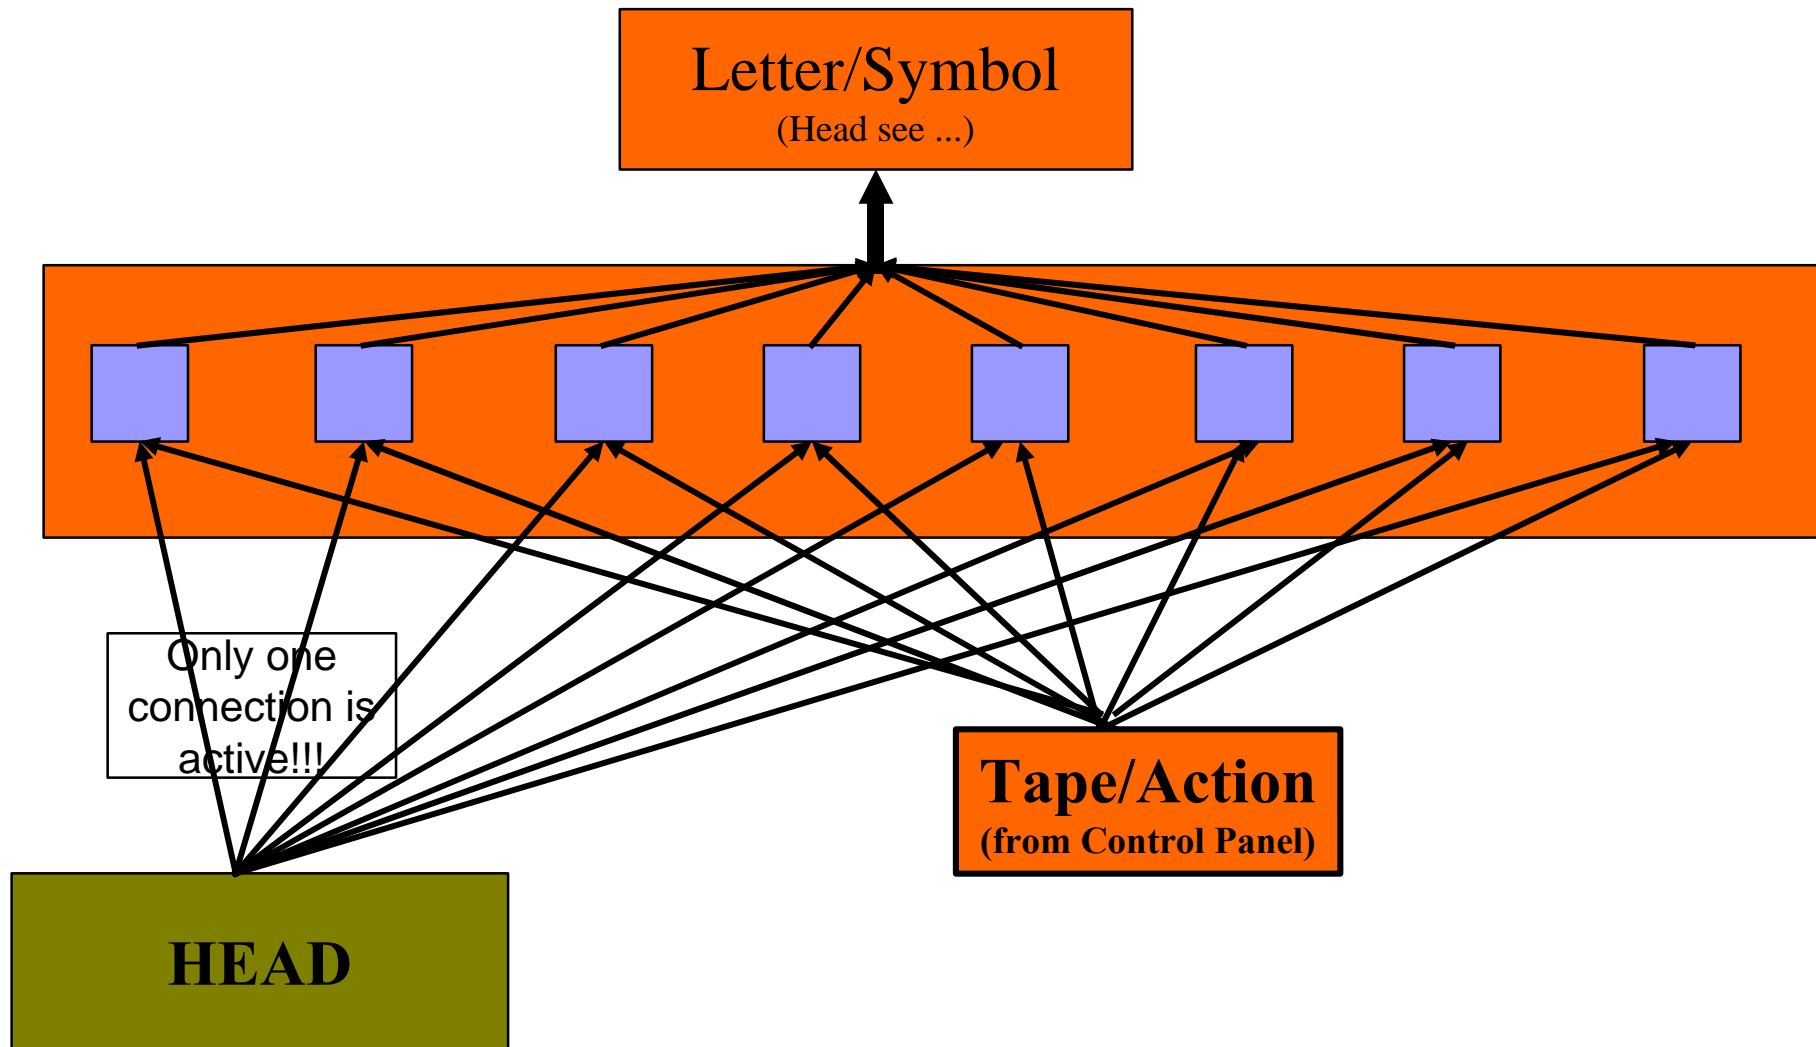 Letter/Symbol
(Head see ...)
Only one
connection is
active!!!
Tape/Action
(from Control Panel)
HEAD